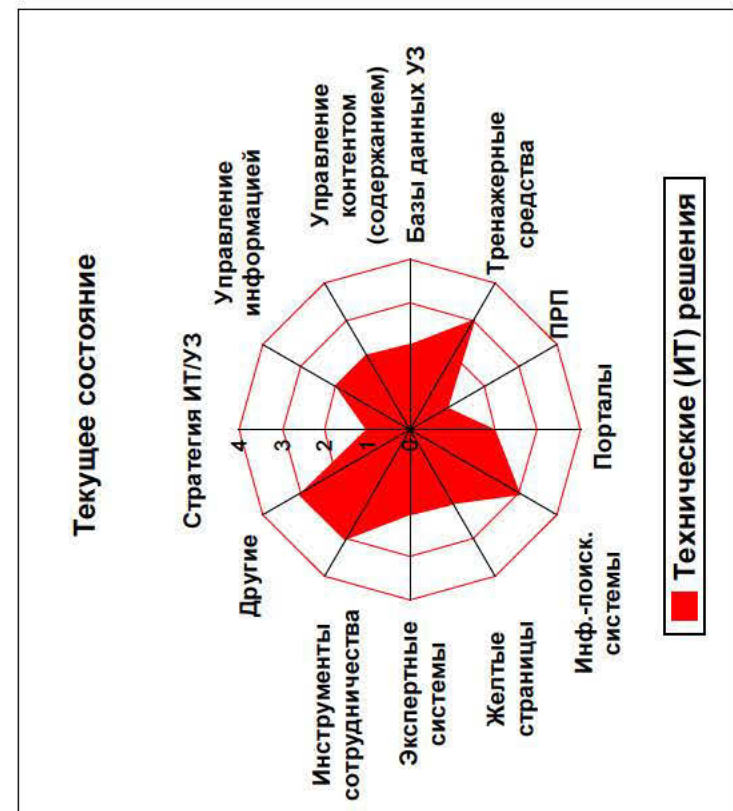 Текущее состояние
Стратегия ИТ/УЗ
Управление
информацией
Управление
контентом
(содержанием)
Базы данных УЗ
Тренажерные
средства
ПРП
Порталы
Инф.-поиск.
системы
Желтые
страницы
Экспертные
системы
Инструменты
сотрудничества
Другие
4
3
2
1
0
Технические (ИТ) решения